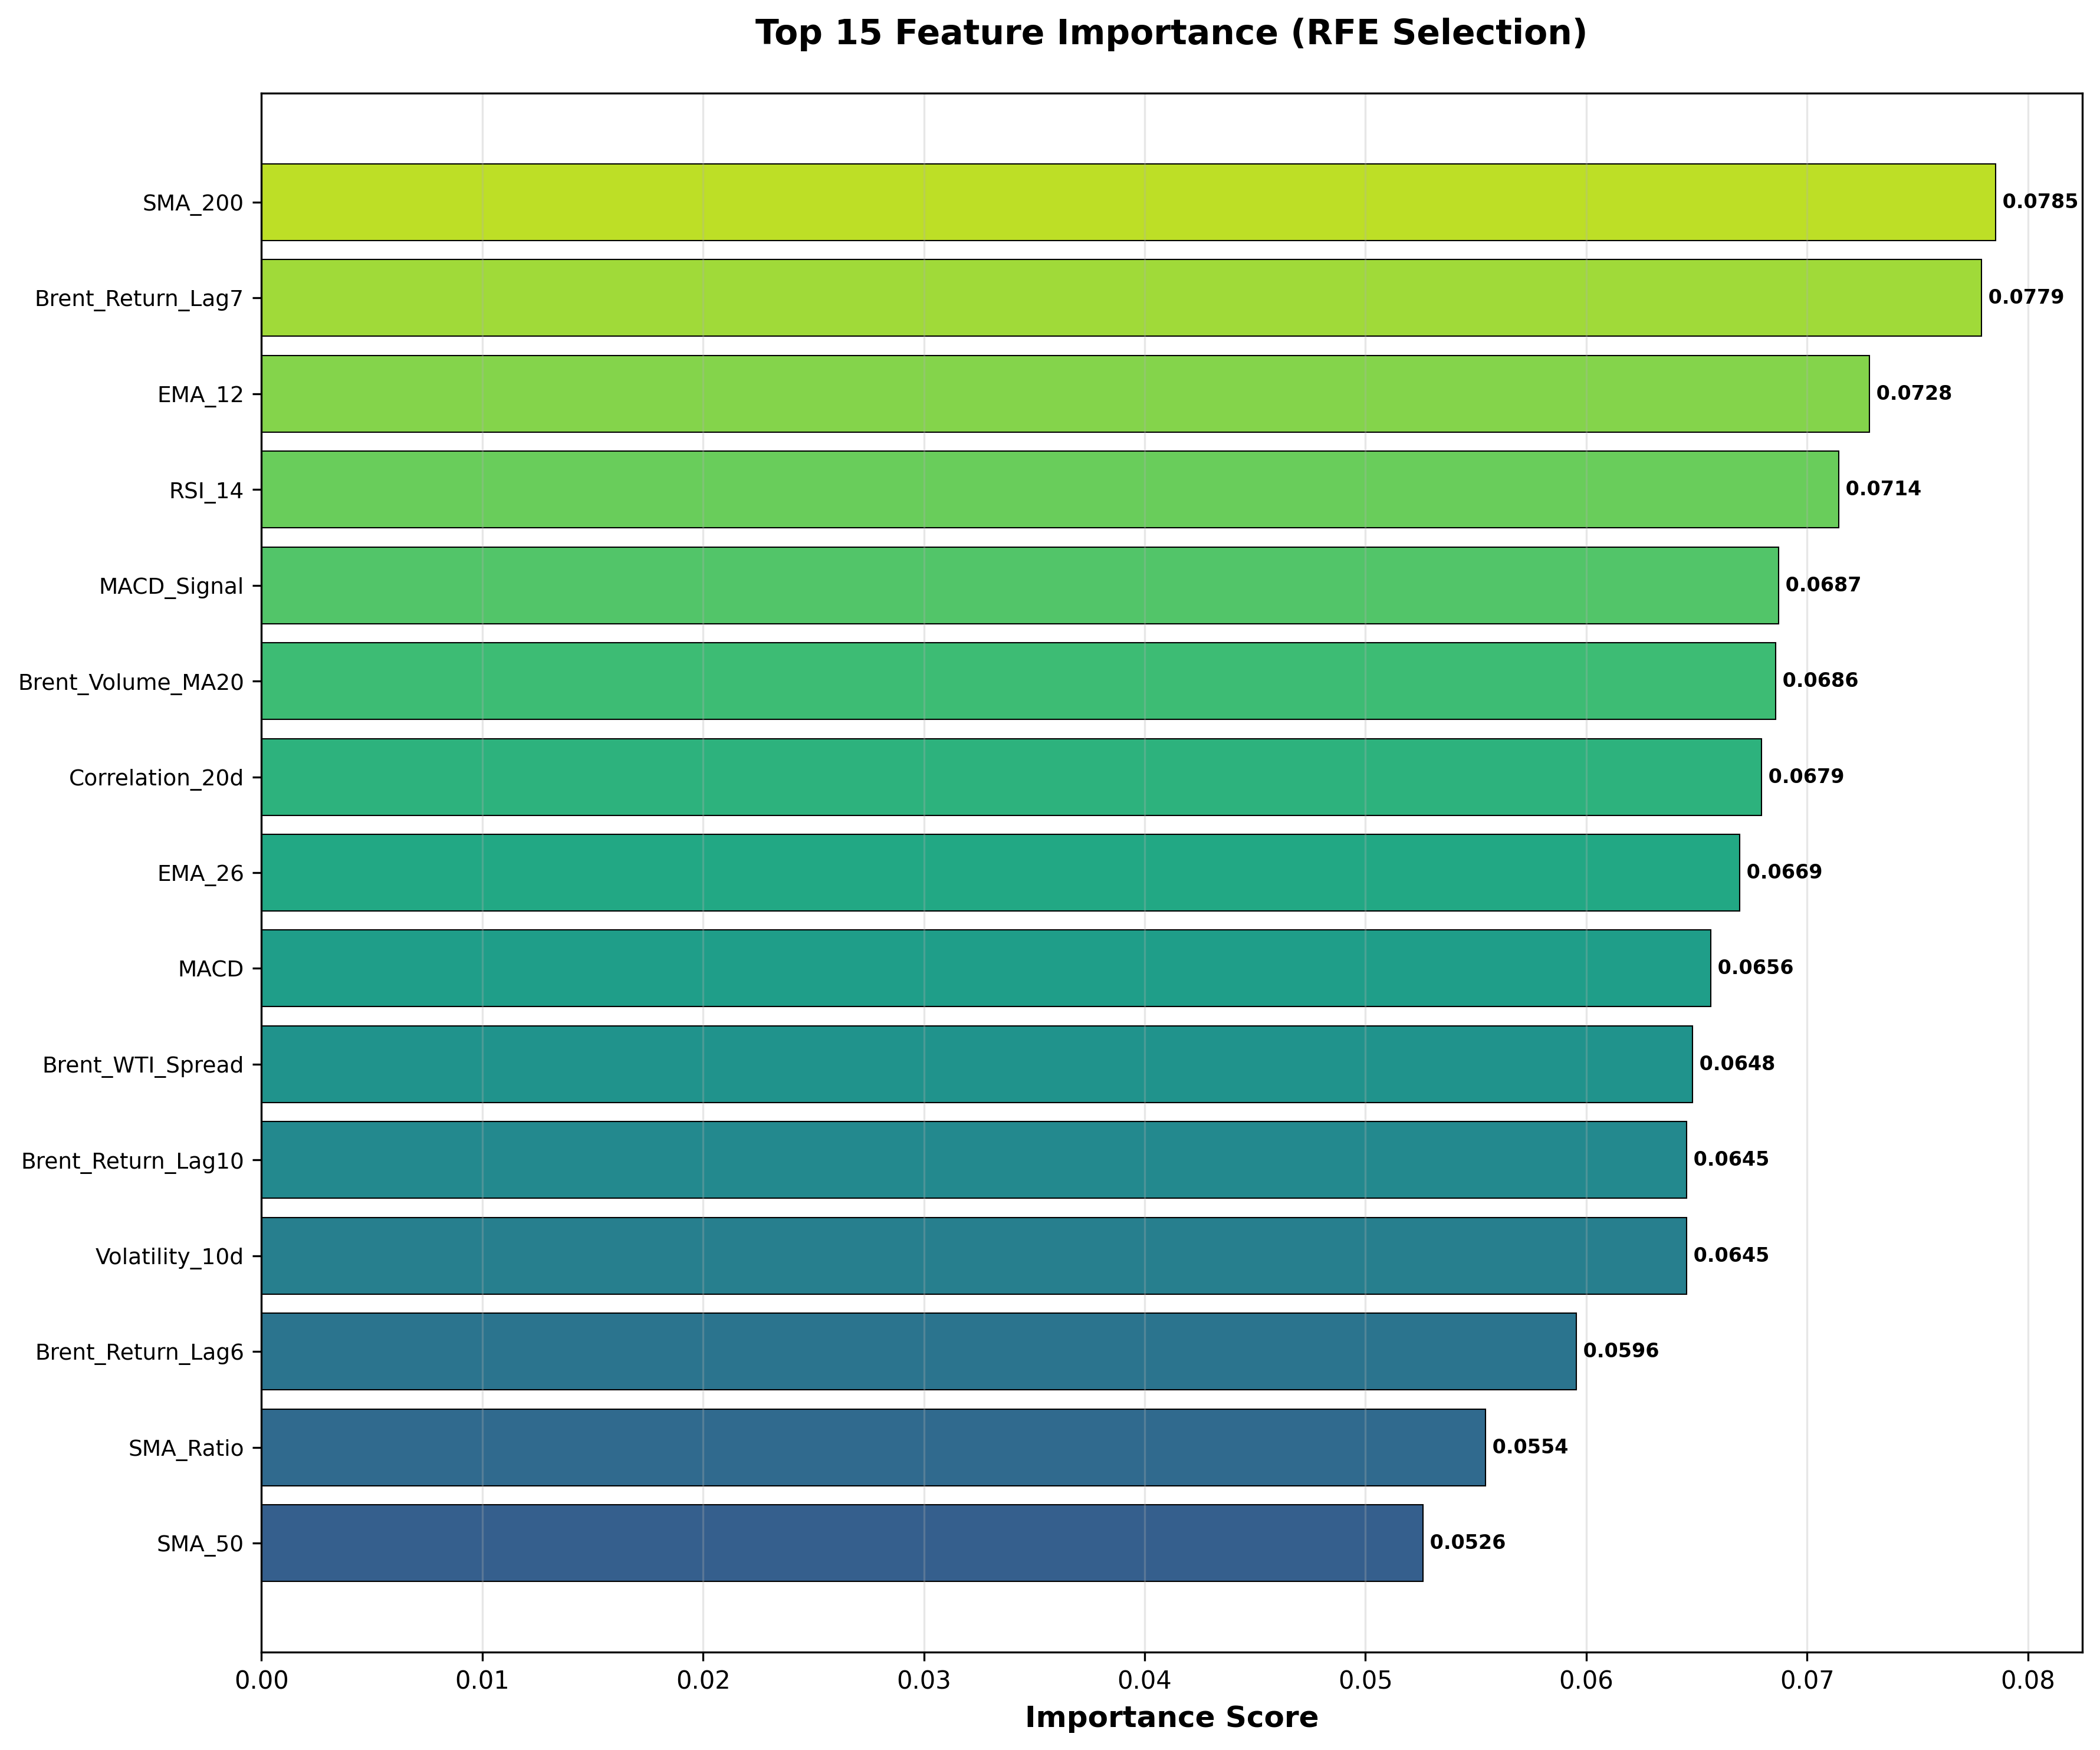 Top 15 Feature Importance (RFE Selection)
SMA_200 0.0785
Brent_Return_Lag7 0.0779
EMA_12 0.0728
RSI_14 0.0714
MACD_Signal 0.0687
Brent_Volume_MA20 0.0686
Correlation_20d 0.0679
EMA_26 0.0669
MACD 0.0656
Brent_WTI_Spread 0.0648
Brent_Return_Lag10 0.0645
Volatility_10d 0.0645
Brent_Return_Lag6 0.0596
SMA_Ratio 0.0554
SMA_50 0.0526
0.00 0.01 0.02 0.03 0.04 0.05 0.06 0.07 0.08
Importance Score